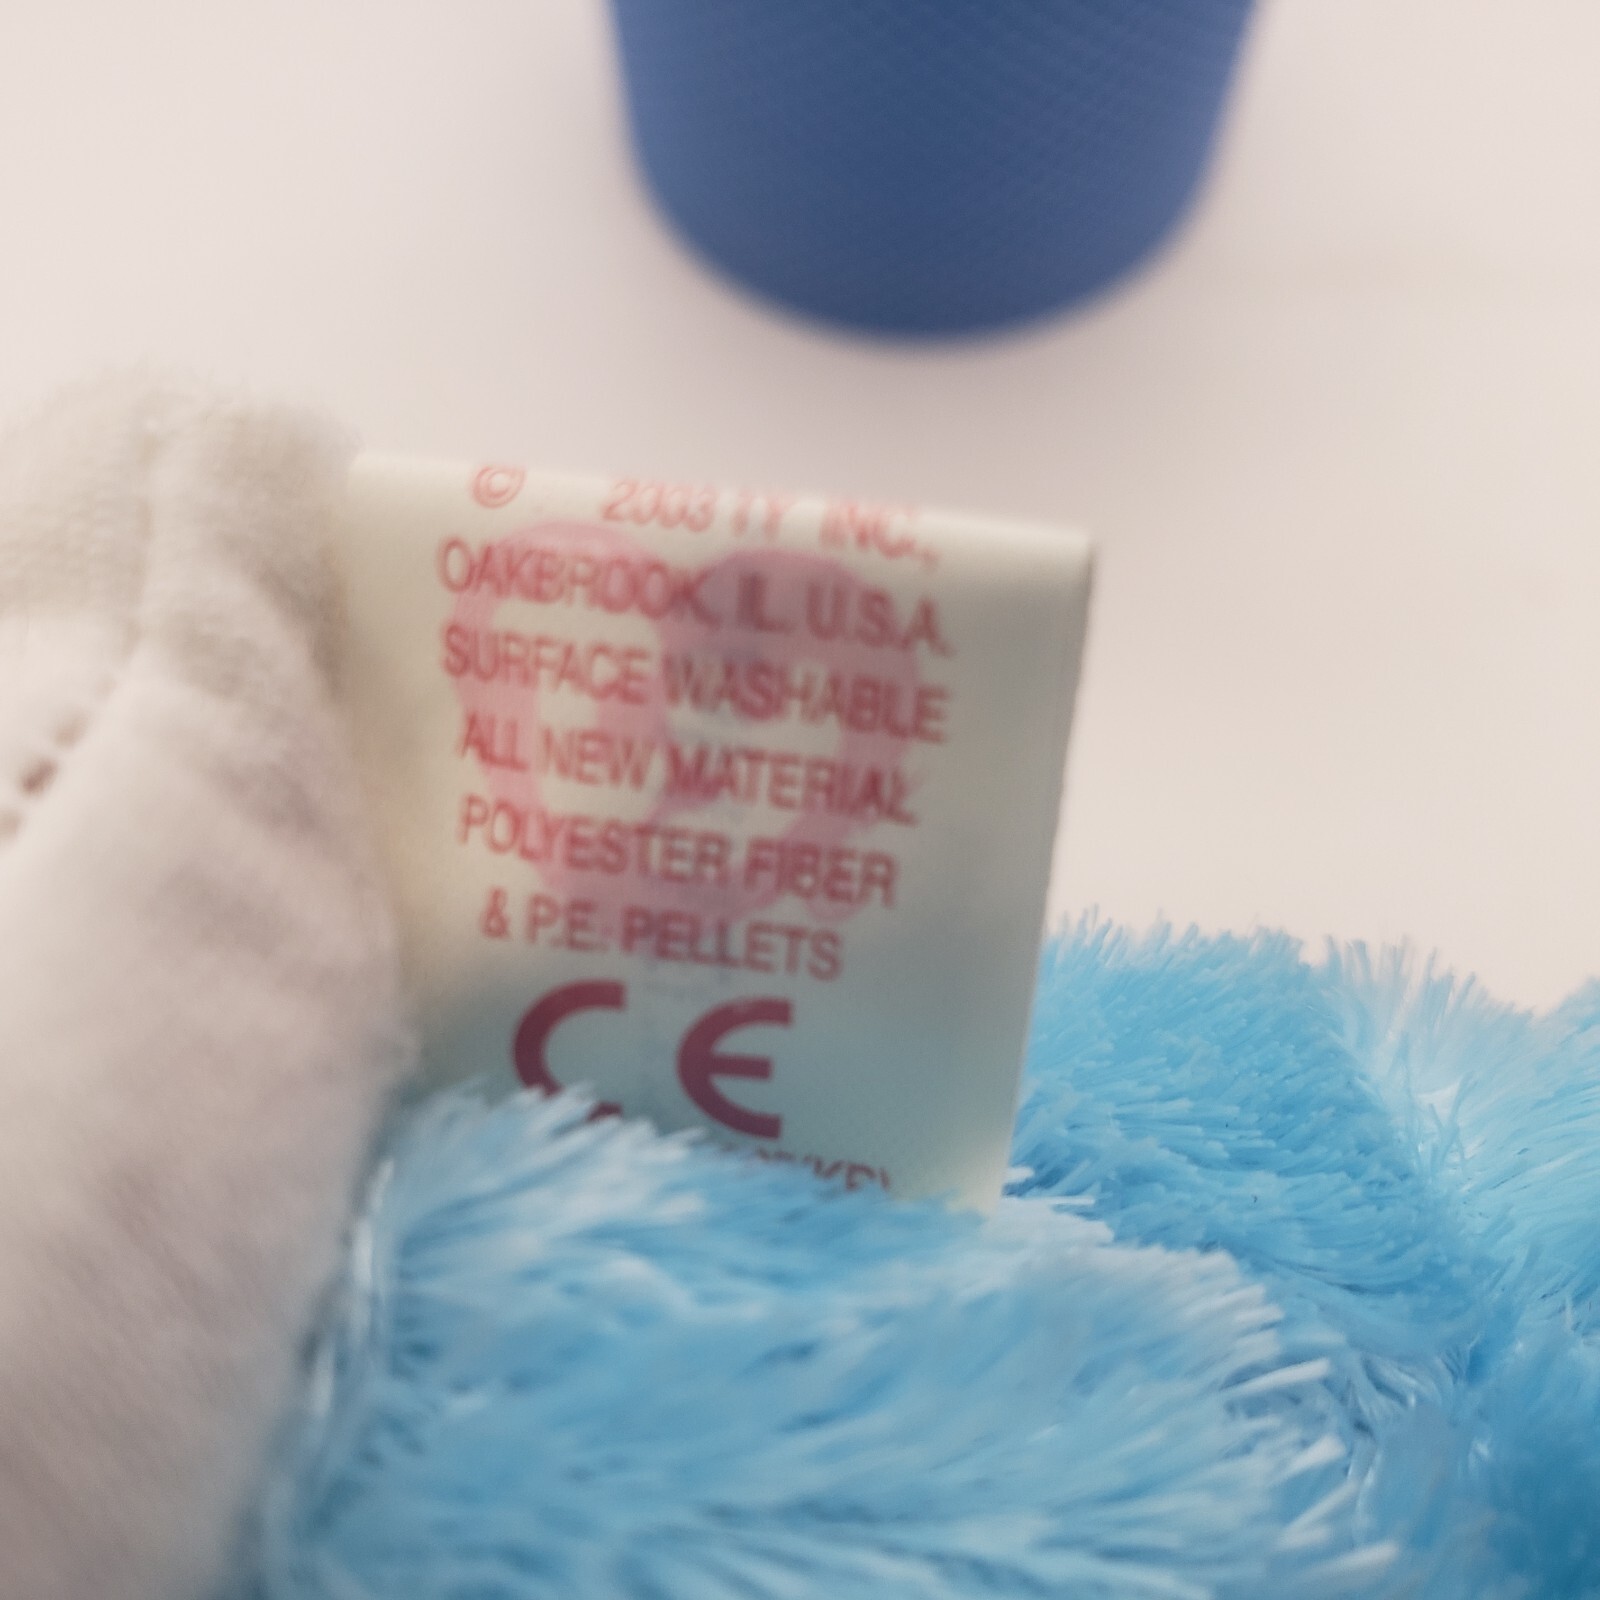 © 2003 TY INC.,
OAKBROOK, IL. U.S.A.
SURFACE WASHABLE
ALL NEW MATERIAL
POLYESTER FIBER
& P.E. PELLETS
CE